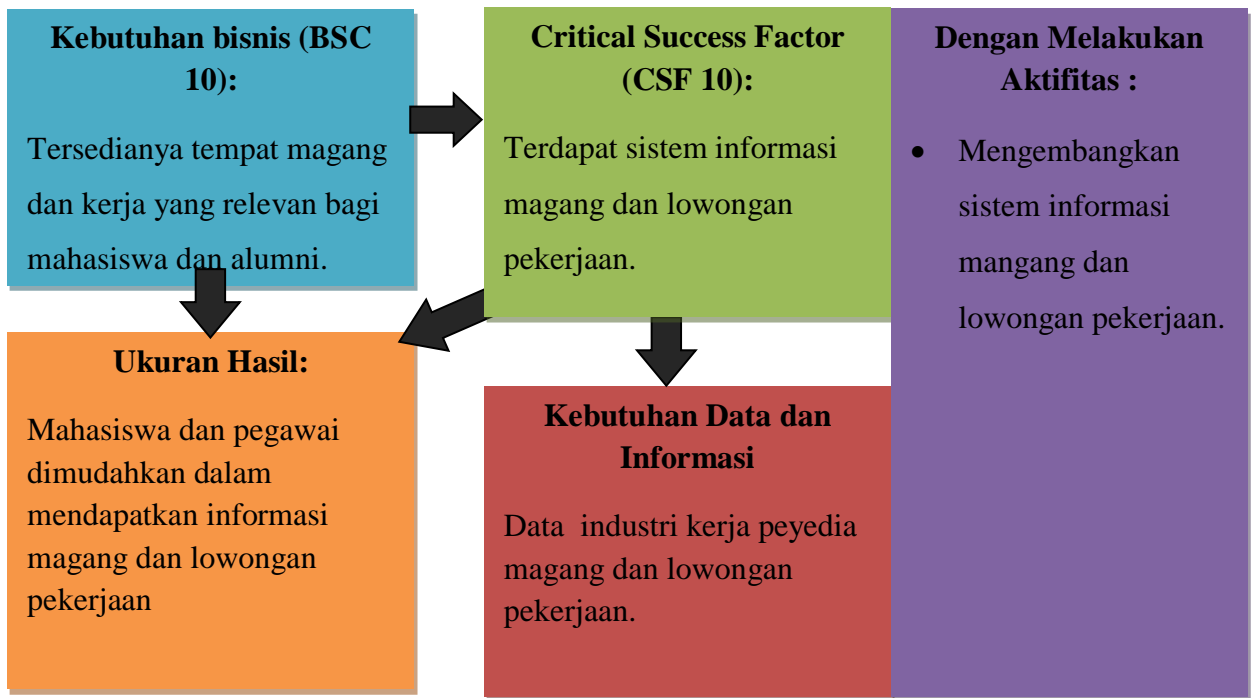 Kebutuhan bisnis (BSC
10):
Tersedianya tempat magang
dan kerja yang relevan bagi
mahasiswa dan alumni.
Critical Success Factor
(CSF 10):
Terdapat sistem informasi
magang dan lowongan
pekerjaan.
Dengan Melakukan
Aktifitas :
• Mengembangkan
sistem informasi
mangang dan
lowongan pekerjaan.
Ukuran Hasil:
Mahasiswa dan pegawai
dimudahkan dalam
mendapatkan informasi
magang dan lowongan
pekerjaan
Kebutuhan Data dan
Informasi
Data industri kerja peyedia
magang dan lowongan
pekerjaan.